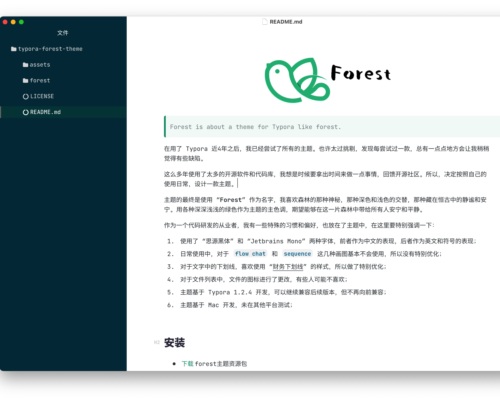 README.md
文件
typora-forest-theme
assets
forest
LICENSE
README.md
Forest
Forest is about a theme for Typora like forest.
在用了 Typora 近4年之后，我已经尝试了所有的主题。也许太过挑剔，发现每尝试过一款，总有一点点地方会让我稍稍
觉得有些缺陷。
这么多年使用了太多的开源软件和代码库，我想是时候要拿出时间来做一点事情，回馈开源社区。所以，决定按照自己的
使用日常，设计一款主题。
主题的最终是使用 “Forest” 作为名字，我喜欢森林的那种神秘，那种深色和浅色的交替，那种藏在恒古中的静谧和安
宁。用各种深深浅浅的绿色作为主题的主色调，期望能够在这一片森林中带给所有人安宁和平静。
作为一个代码研发的从业者，我有一些特殊的习惯和偏好，也放在了主题中，在这里要特别强调一下：
1. 使用了 “思源黑体” 和 “Jetbrains Mono” 两种字体，前者作为中文的表现，后者作为英文和符号的表现；
2. 日常使用中，对于 flow chat 和 sequence 这几种画图基本不会使用，所以没有特别优化；
3. 对于文字中的下划线，喜欢使用 “财务下划线” 的样式，所以做了特别优化；
4. 对于文件列表中，文件的图标进行了更改，有些人可能不喜欢；
5. 主题基于 Typora 1.2.4 开发，可以继续兼容后续版本，但不再向前兼容；
6. 主题基于 Mac 开发，未在其他平台测试；
安装
下载 Forest主题资源包